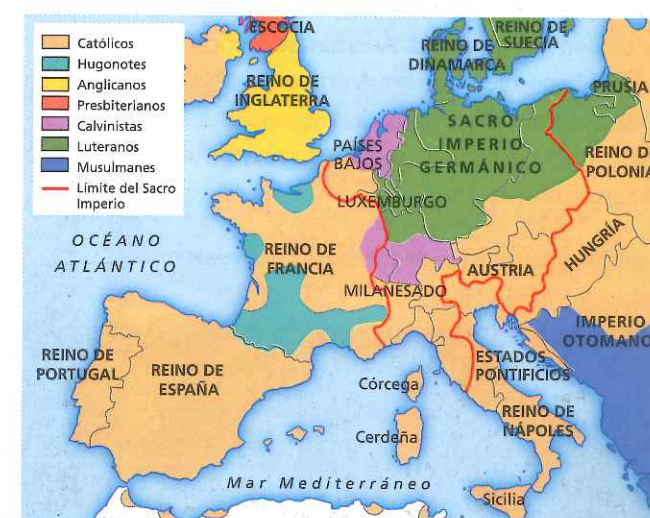 Católicos
Hugonotes
Anglicanos
Presbiterianos
Calvinistas
Luteranos
Musulmanes
Límite del Sacro
Imperio
ESCOCIA
REINO DE
INGLATERRA
REINO DE
DINAMARCA
REINO DE
SUECIA
PRUSIA
SACRO
IMPERIO
GERMÁNICO
PAÍSES
BAJOS
REINO DE
POLONIA
LUXEMBURGO
OCÉANO
ATLÁNTICO
REINO DE
FRANCIA
AUSTRIA
HUNGRÍA
MILANESADO
IMPERIO
OTOMANO
REINO DE
PORTUGAL
REINO DE
ESPAÑA
ESTADOS
PONTIFICIOS
Córcega
REINO DE
NÁPOLES
Cerdeña
Mar Mediterráneo
Sicilia